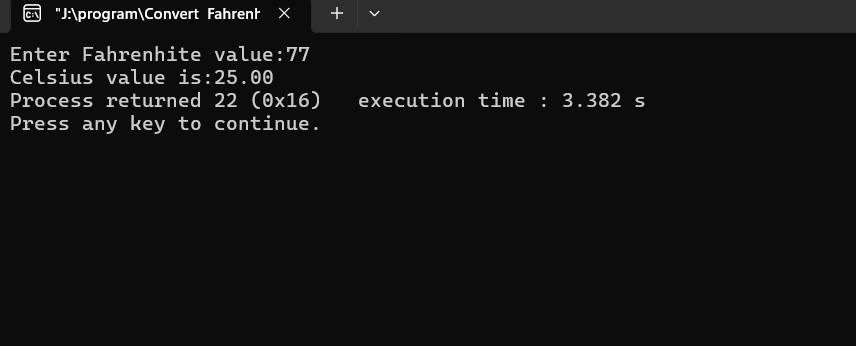 "J:\program\Convert Fahrenh
Enter Fahrenhite value:77
Celsius value is:25.00
Process returned 22 (0x16)   execution time : 3.382 s
Press any key to continue.